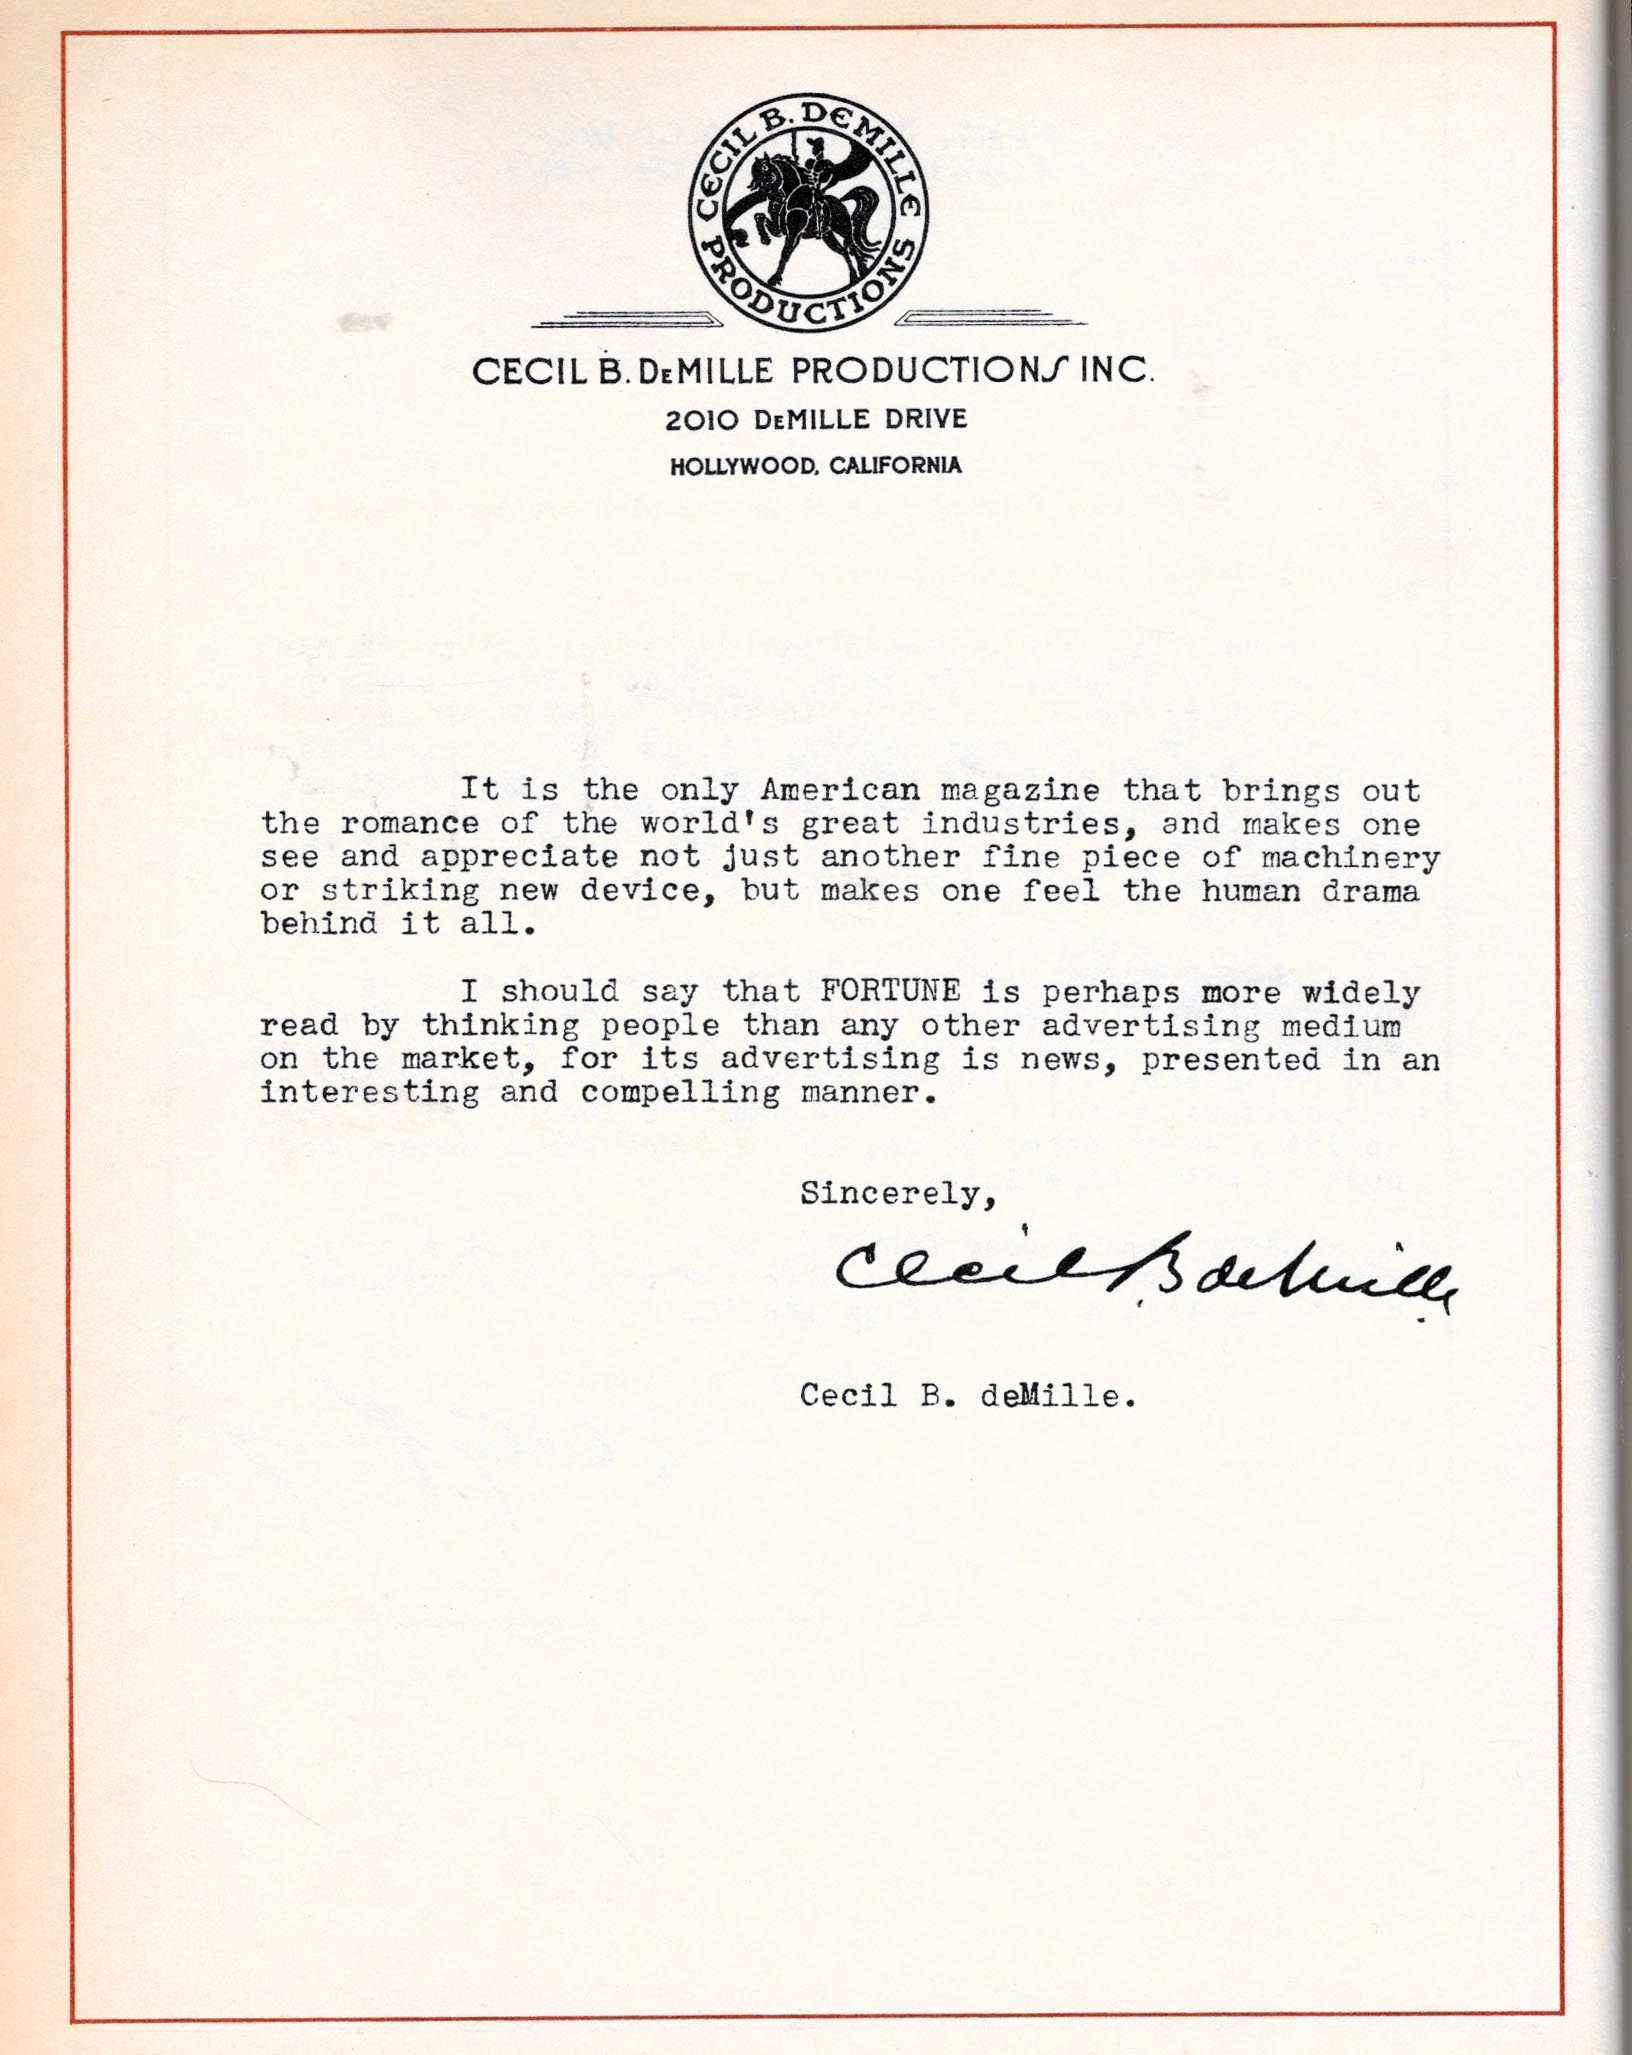 CECIL B. DEMILLE
PRODUCTIONS
CECIL B. DeMILLE PRODUCTIONS INC.
2010 DeMILLE DRIVE
HOLLYWOOD, CALIFORNIA
It is the only American magazine that brings out
the romance of the world's great industries, and makes one
see and appreciate not just another fine piece of machinery
or striking new device, but makes one feel the human drama
behind it all.
I should say that FORTUNE is perhaps more widely
read by thinking people than any other advertising medium
on the market, for its advertising is news, presented in an
interesting and compelling manner.
Sincerely,
Cecil B deMille
Cecil B. deMille.